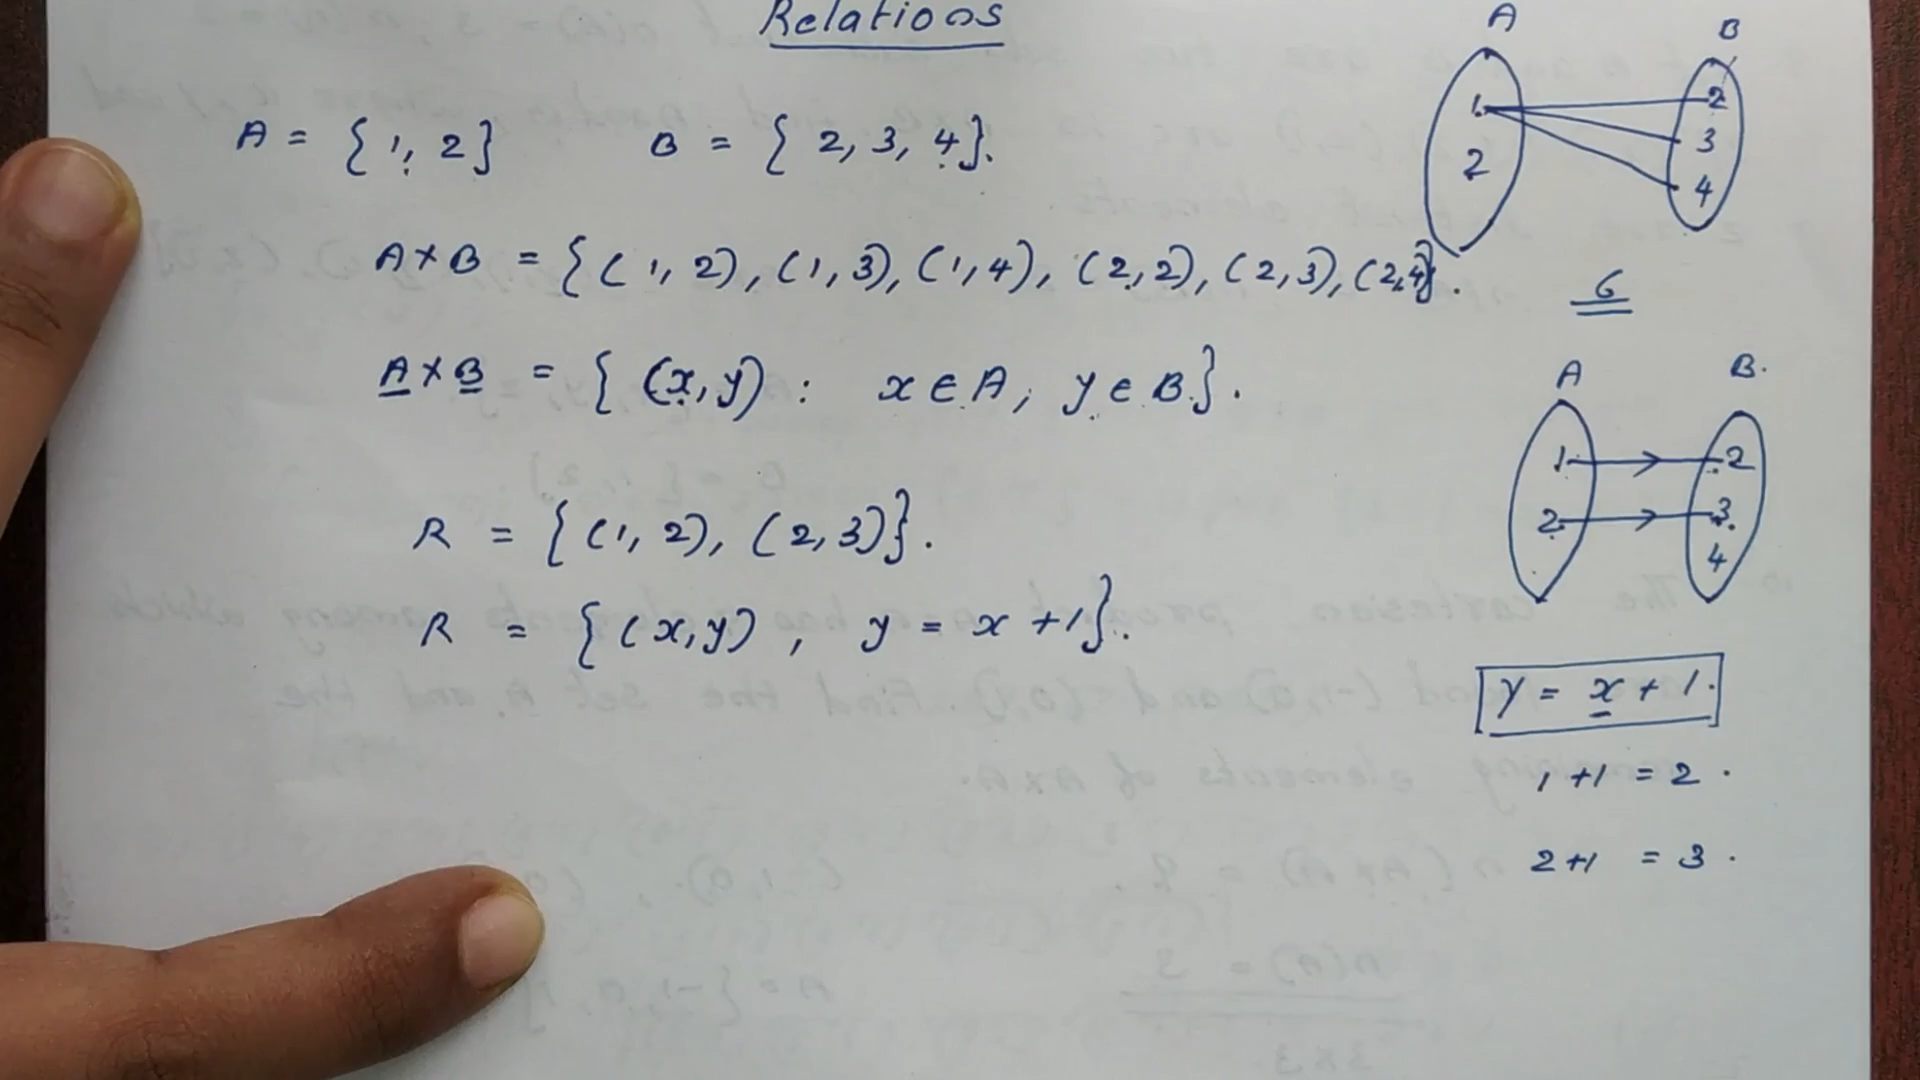 Relations
A = {1, 2} B = {2, 3, 4}.
A×B = {(1, 2), (1, 3), (1, 4), (2, 2), (2, 3), (2,4)}.
A×B = {(x, y) : x ∈ A, y ∈ B}.
R = {(1, 2), (2, 3)}.
R = {(x, y), y = x + 1}.
A B
1 2
2 3
4
6
A B.
1 2
2 3
4
y = x + 1.
1 + 1 = 2.
2 + 1 = 3.